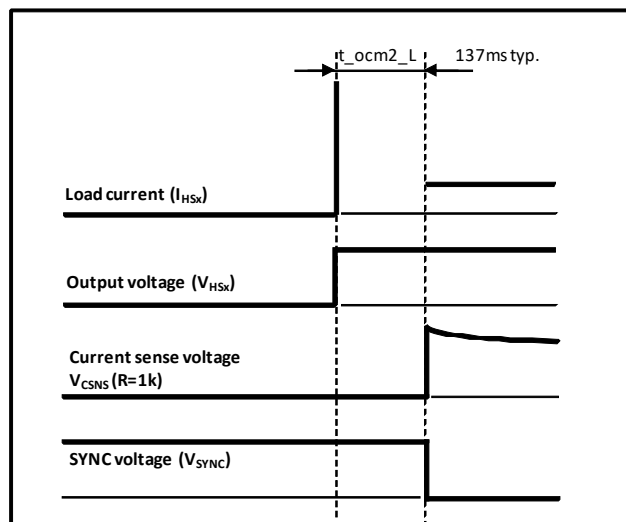 t_ocm2_L 137ms typ.
Load current (IHSx)
Output voltage (VHSx)
Current sense voltage
VCSNS (R=1k)
SYNC voltage (VSYNC)